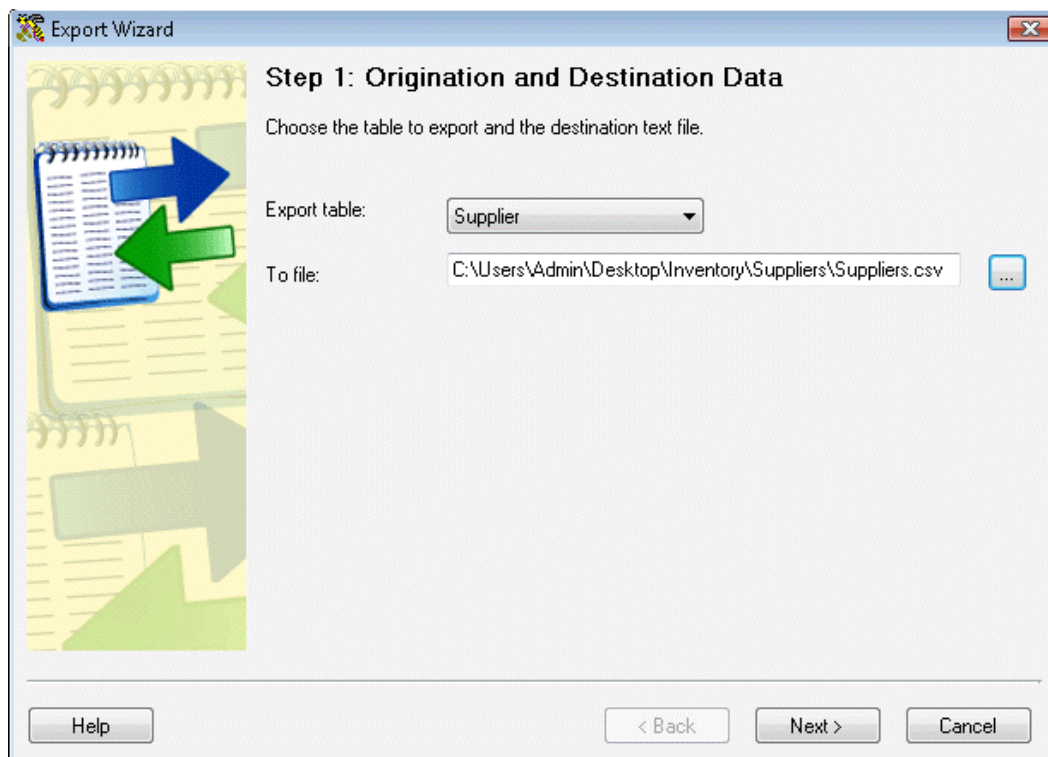 Export Wizard
Step 1: Origination and Destination Data
Choose the table to export and the destination text file.
Export table: Supplier
To file: C:\Users\Admin\Desktop\Inventory\Suppliers\Suppliers.csv ...
Help < Back Next > Cancel